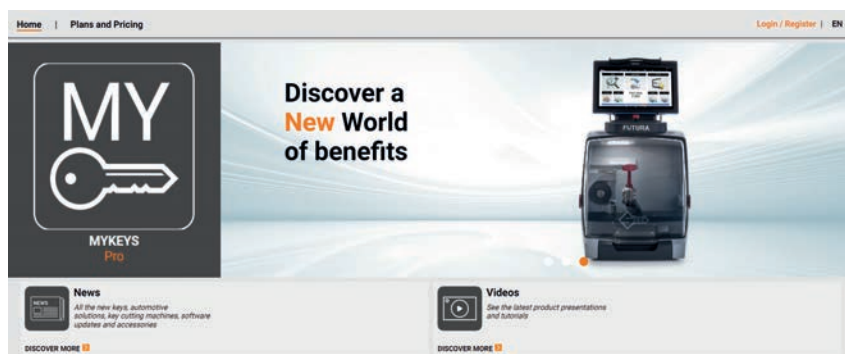 Home | Plans and Pricing
Login / Register | EN
MY
MYKEYS
Pro
Discover a
New World
of benefits
FUTURA
NEWS
News
All the new keys, automotive
solutions, key cutting machines, software
updates and accessories
DISCOVER MORE
Videos
See the latest product presentations
and tutorials
DISCOVER MORE